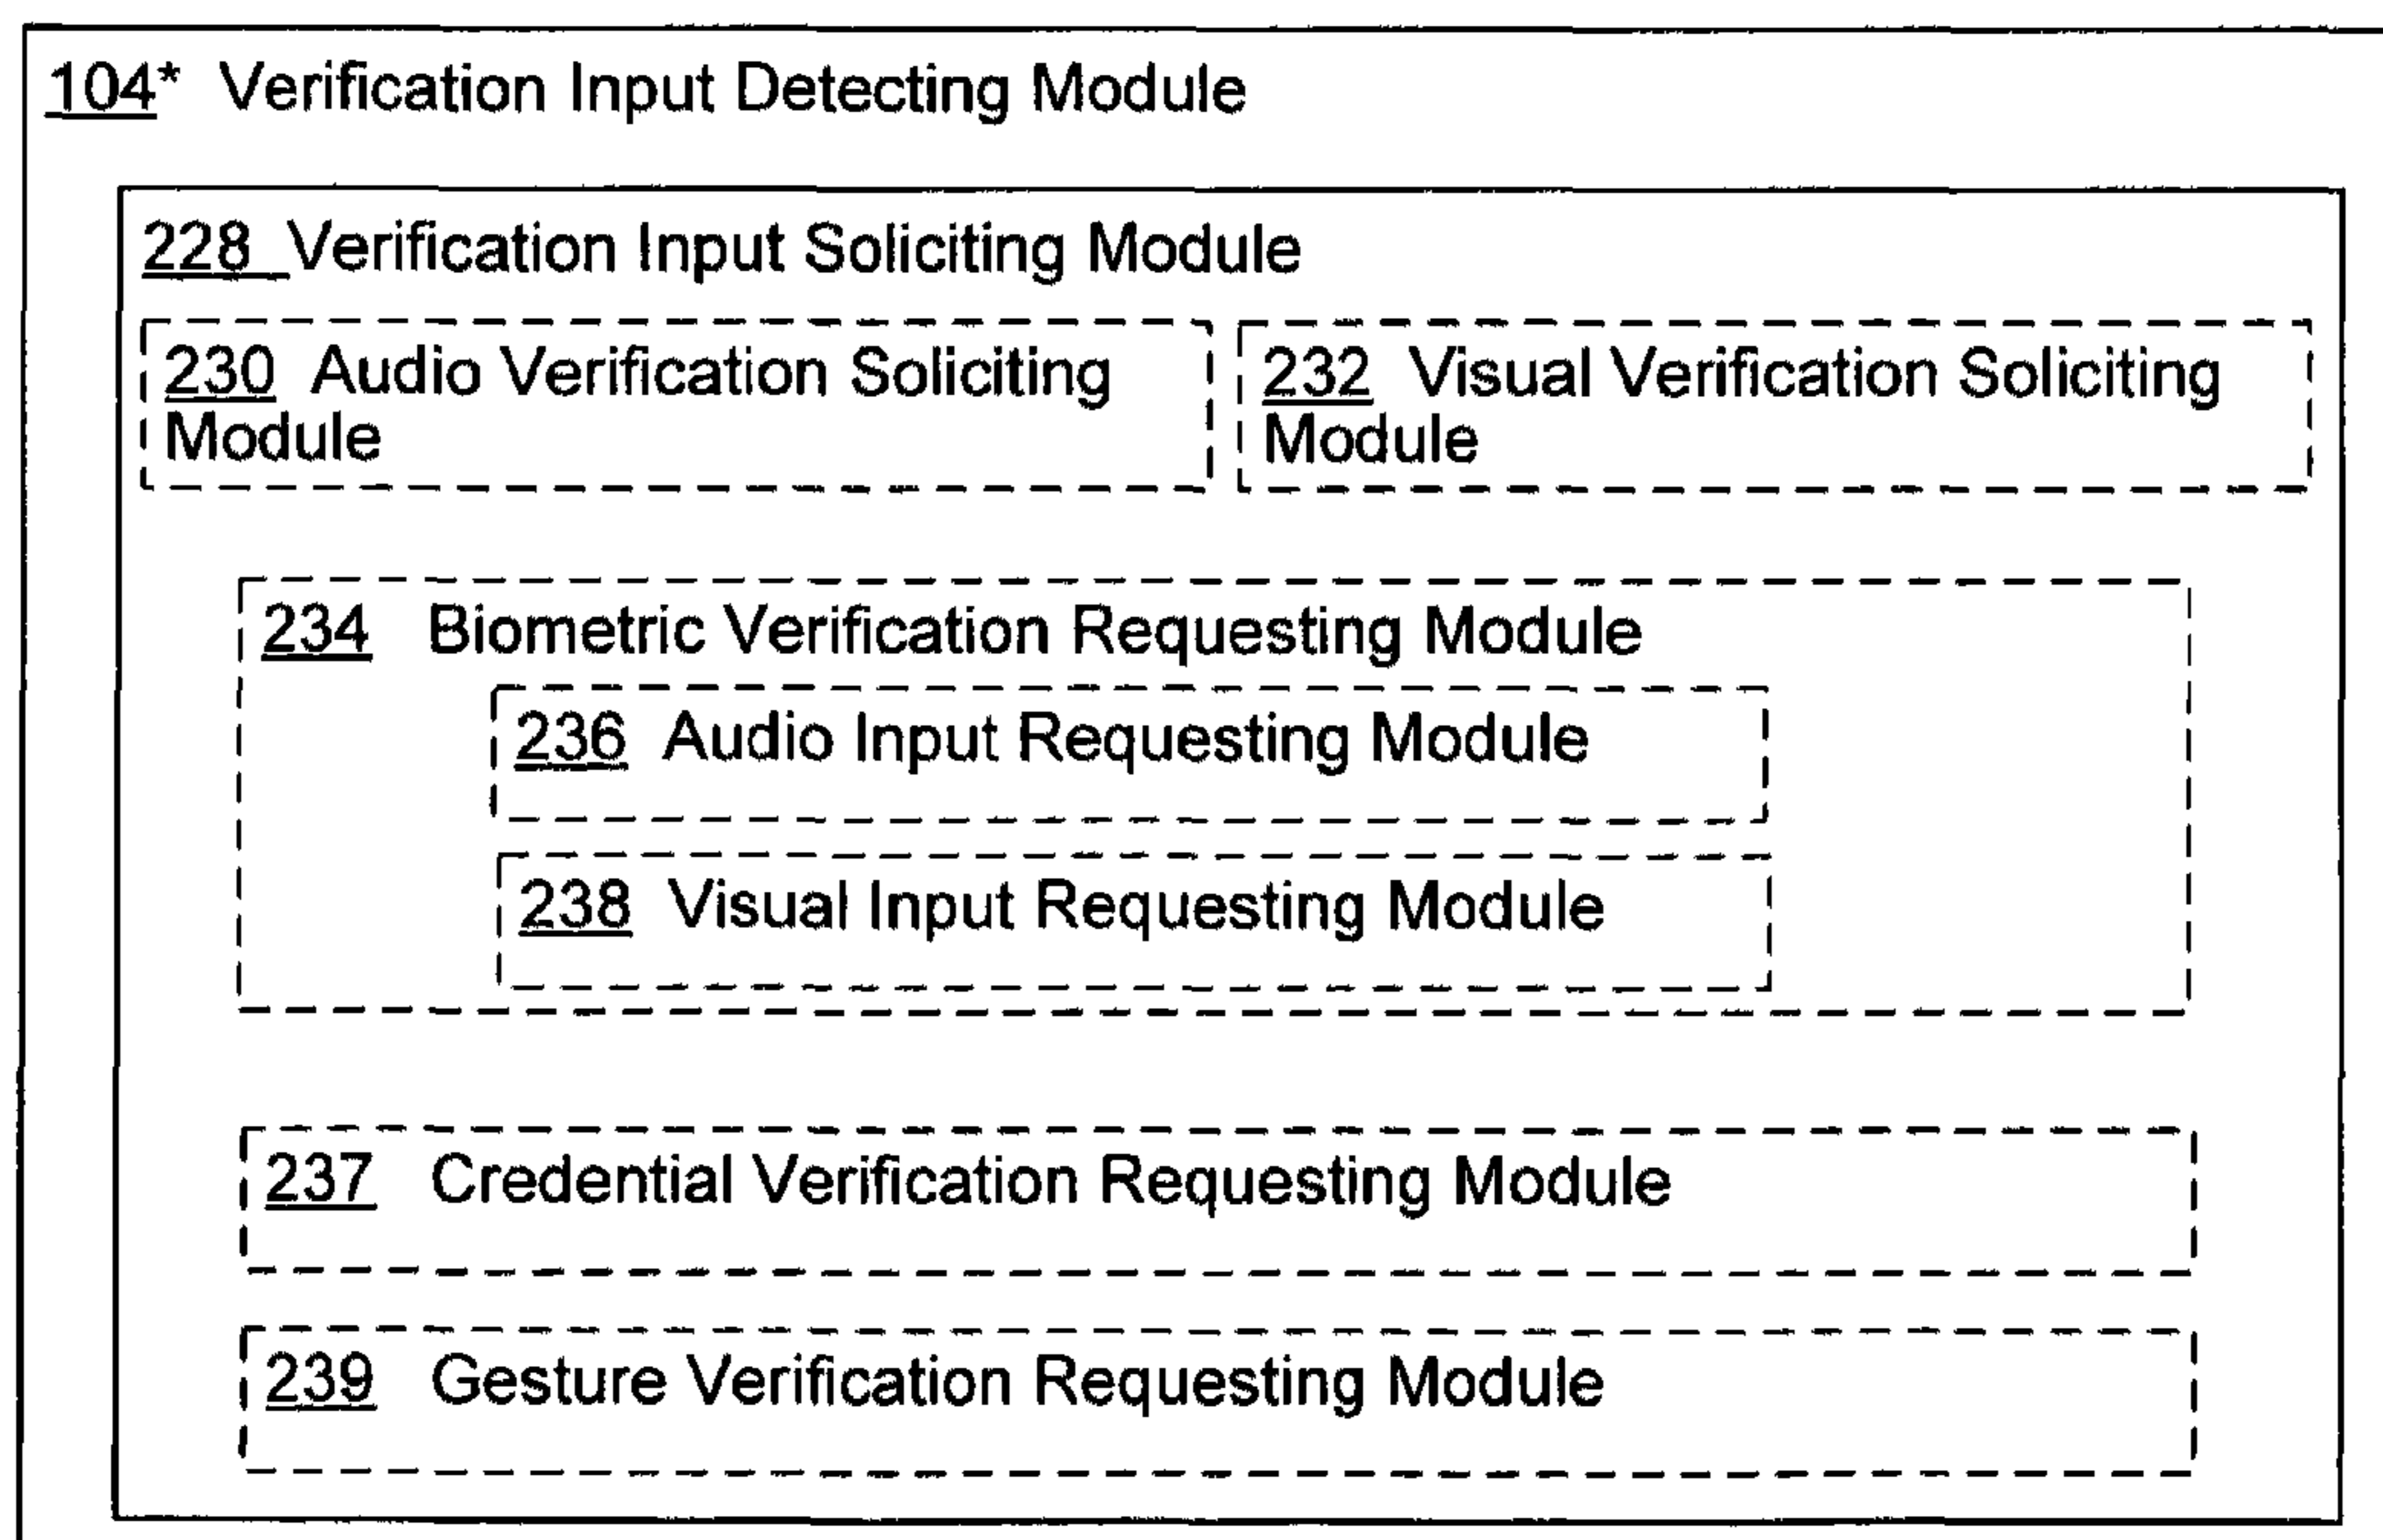 104* Verification Input Detecting Module
228 Verification Input Soliciting Module
230 Audio Verification Soliciting
Module
232 Visual Verification Soliciting
Module
234 Biometric Verification Requesting Module
236 Audio Input Requesting Module
238 Visual Input Requesting Module
237 Credential Verification Requesting Module
239 Gesture Verification Requesting Module